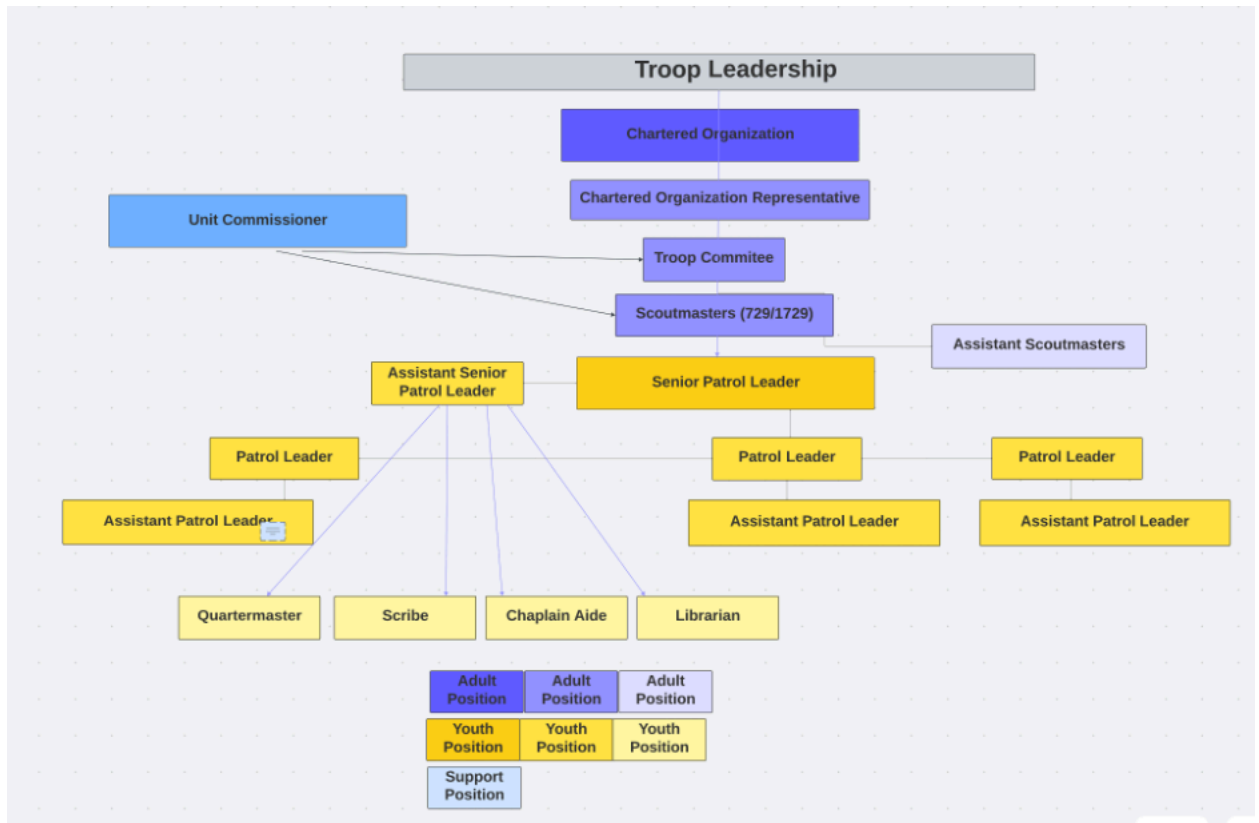 Troop Leadership
Chartered Organization
Chartered Organization Representative
Unit Commissioner
Troop Commitee
Scoutmasters (729/1729)
Assistant Scoutmasters
Assistant Senior
Patrol Leader
Senior Patrol Leader
Patrol Leader
Patrol Leader
Patrol Leader
Assistant Patrol Leader
Assistant Patrol Leader
Assistant Patrol Leader
Quartermaster
Scribe
Chaplain Aide
Librarian
Adult
Position
Adult
Position
Adult
Position
Youth
Position
Youth
Position
Youth
Position
Support
Position